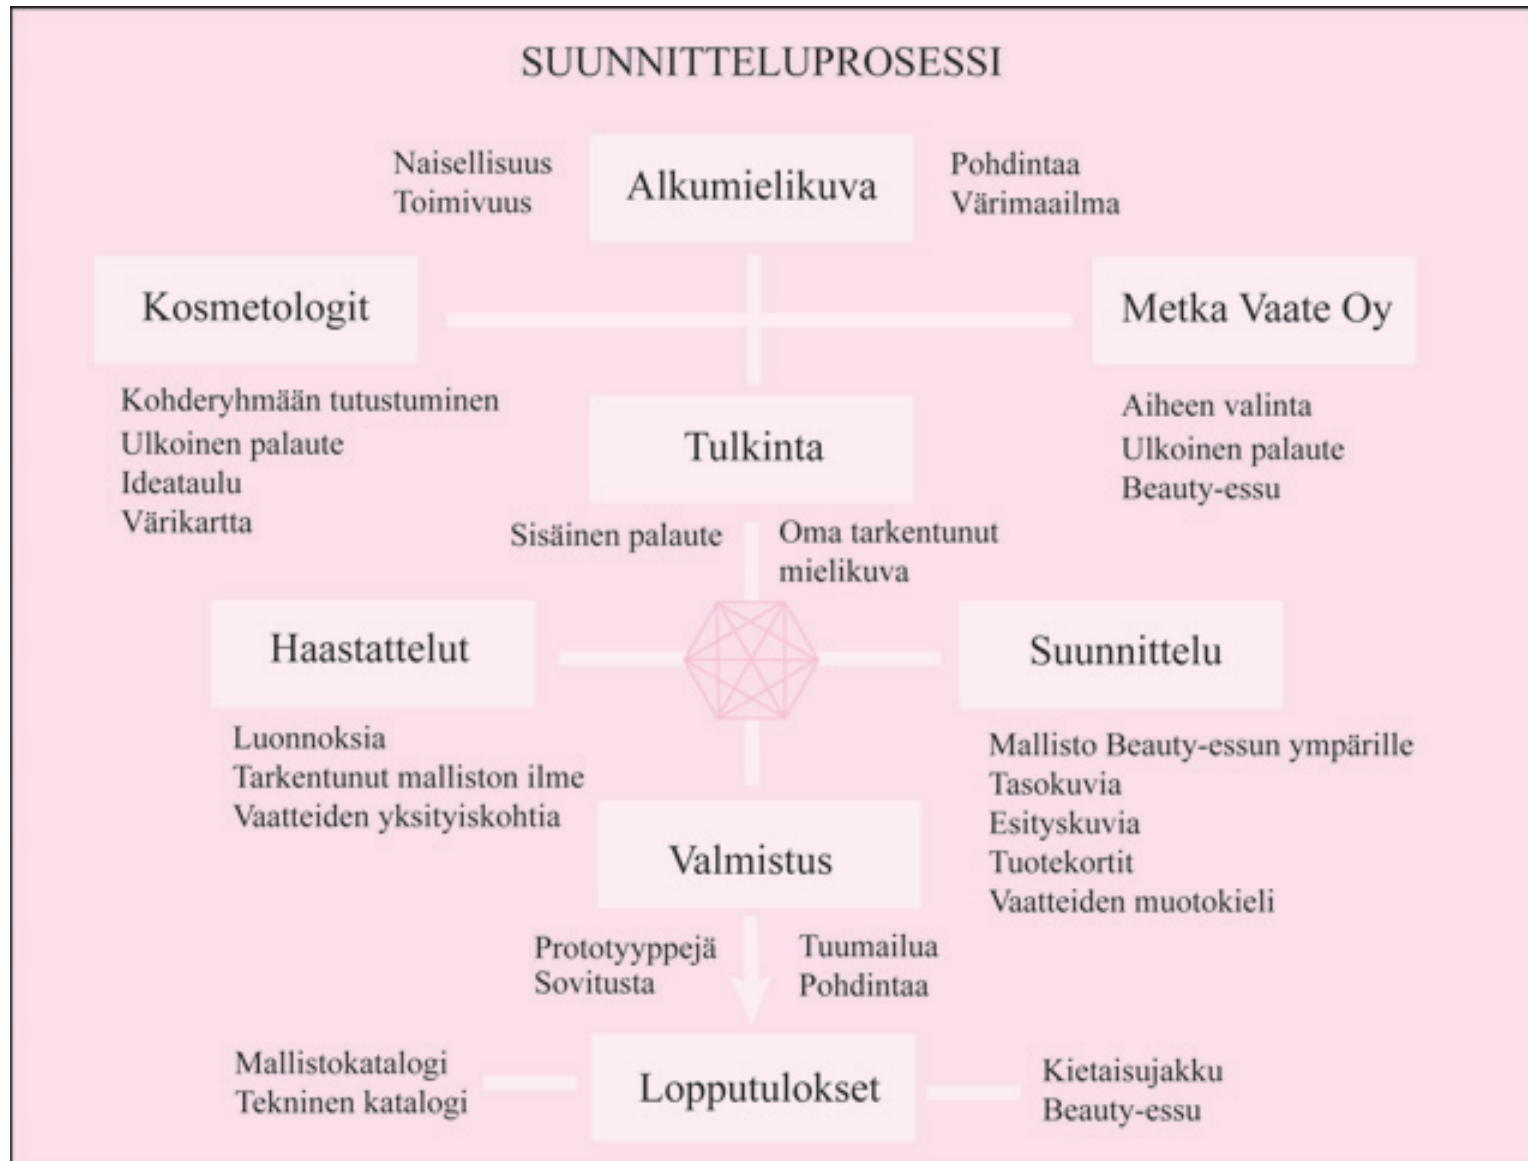 SUUNNITTELUPROSESSI
Naisellisuus
Toimivuus
Alkumielikuva
Pohdintaa
Värimaailma
Kosmetologit
Metka Vaate Oy
Kohderyhmään tutustuminen
Ulkoinen palaute
Ideataulu
Värikartta
Tulkinta
Aiheen valinta
Ulkoinen palaute
Beauty-essu
Sisäinen palaute
Oma tarkentunut
mielikuva
Haastattelut
Suunnittelu
Luonnoksia
Tarkentunut malliston ilme
Vaatteiden yksityiskohtia
Mallisto Beauty-essun ympärille
Tasokuvia
Esityskuvia
Tuotekortit
Vaatteiden muotokieli
Valmistus
Prototyyppejä
Sovitusta
Tuumailua
Pohdintaa
Mallistokatalogi
Tekninen katalogi
Lopputulokset
Kietaisujakku
Beauty-essu